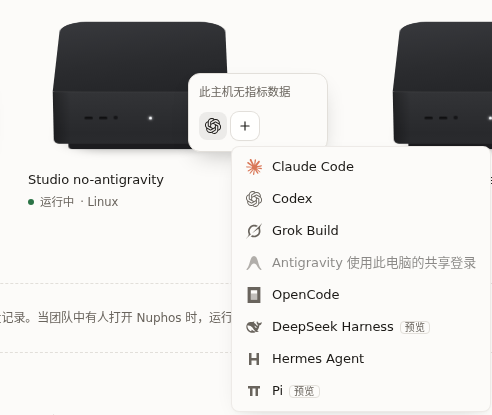 此主机无指标数据
Studio no-antigravity
运行中 · Linux
Claude Code
Codex
Grok Build
Antigravity 使用此电脑的共享登录
记录。当团队中有人打开 Nuphos 时，运行
OpenCode
DeepSeek Harness 预览
Hermes Agent
Pi 预览